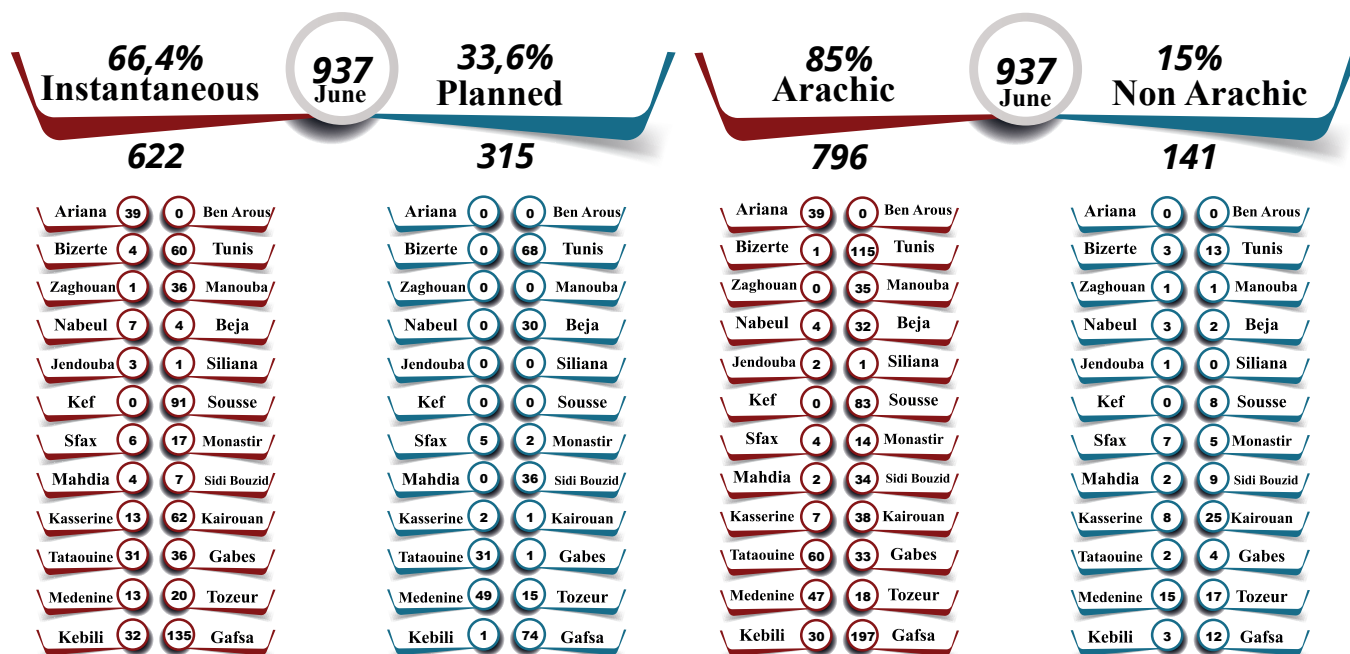 66,4%
Instantaneous
937
June
33,6%
Planned
622
315
Ariana 39 0 Ben Arous
Bizerte 4 60 Tunis
Zaghouan 1 36 Manouba
Nabeul 7 4 Beja
Jendouba 3 1 Siliana
Kef 0 91 Sousse
Sfax 6 17 Monastir
Mahdia 4 7 Sidi Bouzid
Kasserine 13 62 Kairouan
Tataouine 31 36 Gabes
Medenine 13 20 Tozeur
Kebili 32 135 Gafsa
Ariana 0 0 Ben Arous
Bizerte 0 68 Tunis
Zaghouan 0 0 Manouba
Nabeul 0 30 Beja
Jendouba 0 0 Siliana
Kef 0 0 Sousse
Sfax 5 2 Monastir
Mahdia 0 36 Sidi Bouzid
Kasserine 2 1 Kairouan
Tataouine 31 1 Gabes
Medenine 49 15 Tozeur
Kebili 1 74 Gafsa
85%
Arachic
937
June
15%
Non Arachic
796
141
Ariana 39 0 Ben Arous
Bizerte 1 115 Tunis
Zaghouan 0 35 Manouba
Nabeul 4 32 Beja
Jendouba 2 1 Siliana
Kef 0 83 Sousse
Sfax 4 14 Monastir
Mahdia 2 34 Sidi Bouzid
Kasserine 7 38 Kairouan
Tataouine 60 33 Gabes
Medenine 47 18 Tozeur
Kebili 30 197 Gafsa
Ariana 0 0 Ben Arous
Bizerte 3 13 Tunis
Zaghouan 1 1 Manouba
Nabeul 3 2 Beja
Jendouba 1 0 Siliana
Kef 0 8 Sousse
Sfax 7 5 Monastir
Mahdia 2 9 Sidi Bouzid
Kasserine 8 25 Kairouan
Tataouine 2 4 Gabes
Medenine 15 17 Tozeur
Kebili 3 12 Gafsa